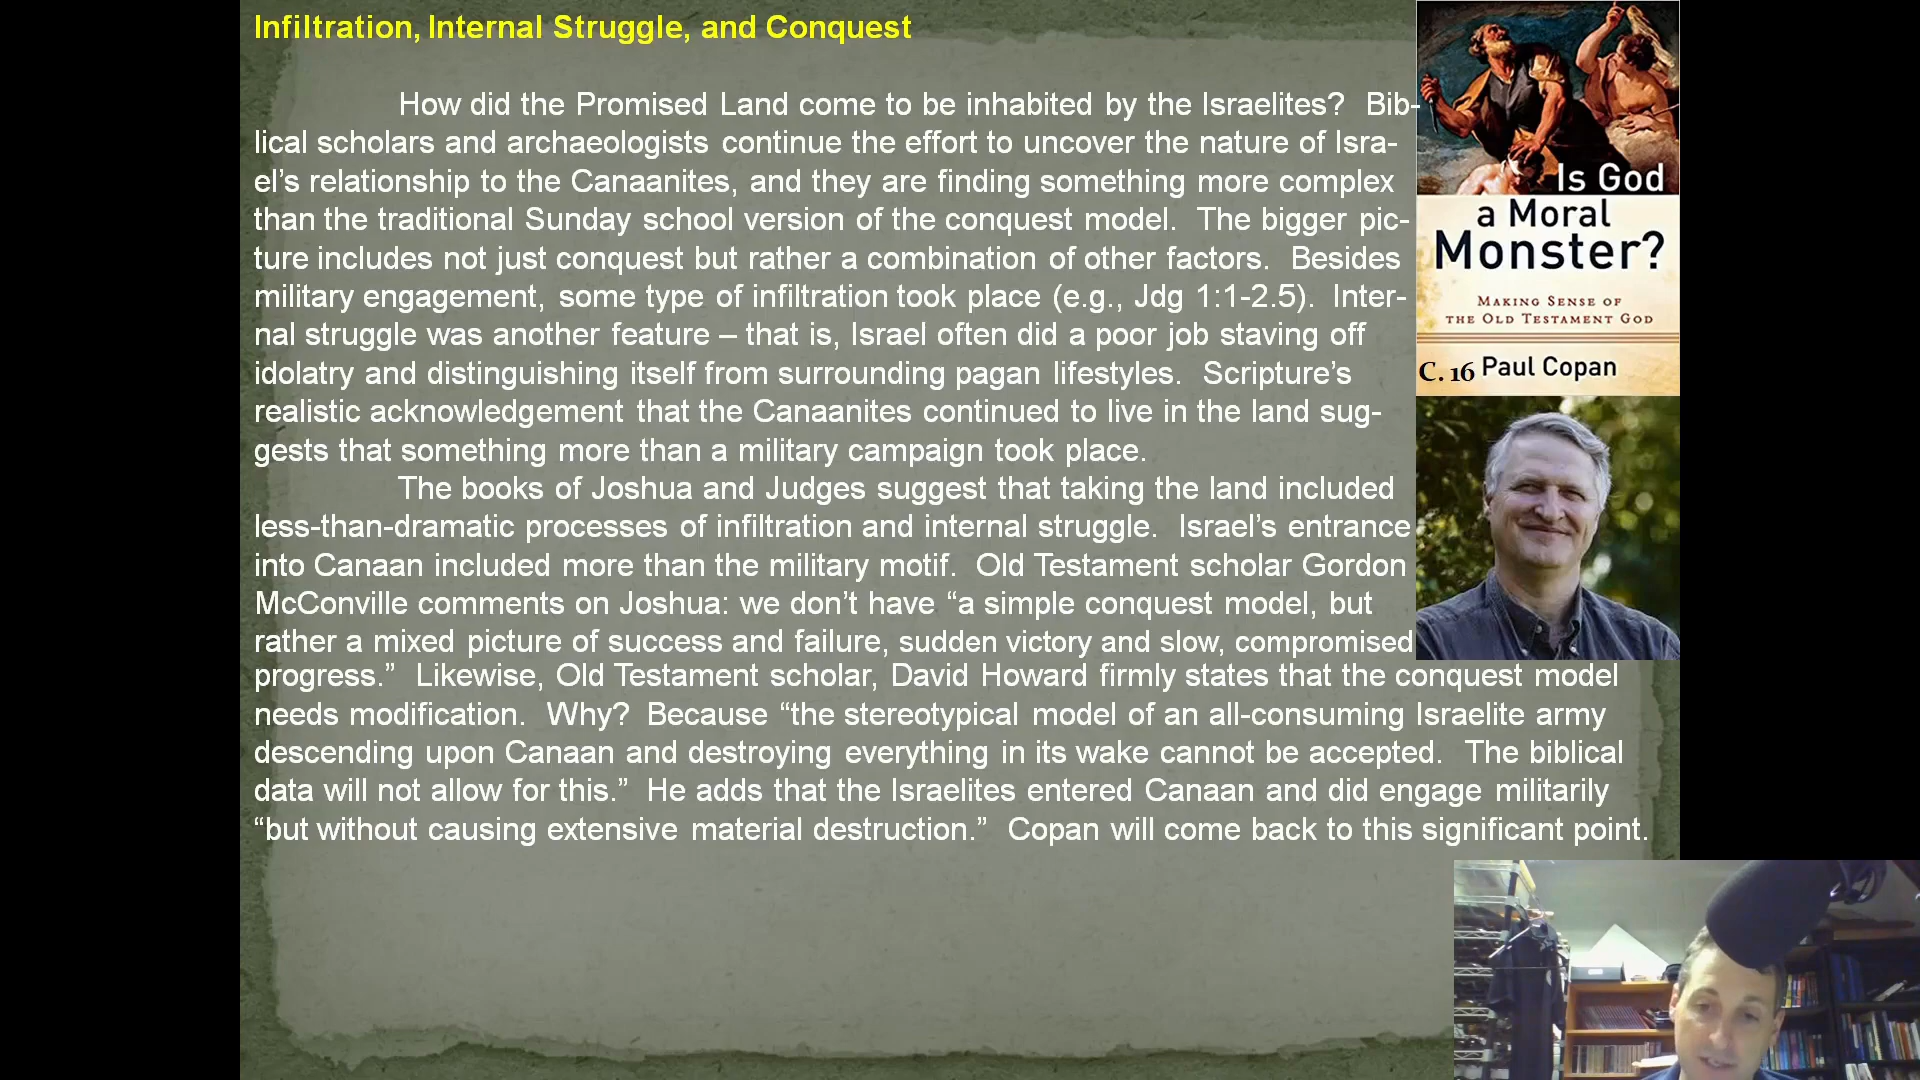 Infiltration, Internal Struggle, and Conquest
How did the Promised Land come to be inhabited by the Israelites? Bib-
lical scholars and archaeologists continue the effort to uncover the nature of Isra-
el’s relationship to the Canaanites, and they are finding something more complex
than the traditional Sunday school version of the conquest model. The bigger pic-
ture includes not just conquest but rather a combination of other factors. Besides
military engagement, some type of infiltration took place (e.g., Jdg 1:1-2.5). Inter-
nal struggle was another feature – that is, Israel often did a poor job staving off
idolatry and distinguishing itself from surrounding pagan lifestyles. Scripture’s
realistic acknowledgement that the Canaanites continued to live in the land sug-
gests that something more than a military campaign took place.
The books of Joshua and Judges suggest that taking the land included
less-than-dramatic processes of infiltration and internal struggle. Israel’s entrance
into Canaan included more than the military motif. Old Testament scholar Gordon
McConville comments on Joshua: we don’t have “a simple conquest model, but
rather a mixed picture of success and failure, sudden victory and slow, compromised
progress.” Likewise, Old Testament scholar, David Howard firmly states that the conquest model
needs modification. Why? Because “the stereotypical model of an all-consuming Israelite army
descending upon Canaan and destroying everything in its wake cannot be accepted. The biblical
data will not allow for this.” He adds that the Israelites entered Canaan and did engage militarily
“but without causing extensive material destruction.” Copan will come back to this significant point.
Is God
a Moral
Monster?
Making Sense of
the Old Testament God
C. 16 Paul Copan